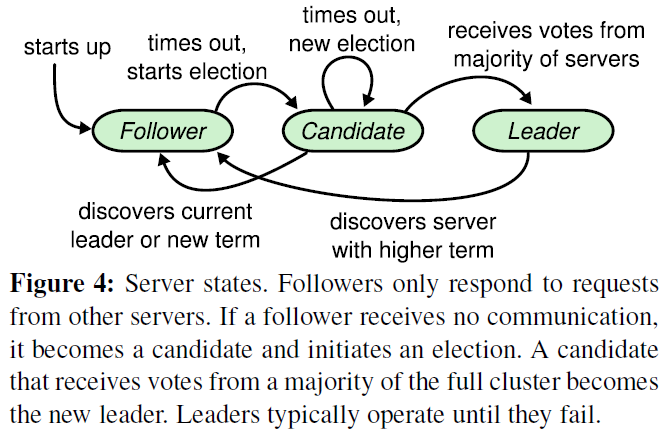 starts up
times out,
starts election
times out,
new election
receives votes from
majority of servers
Follower
Candidate
Leader
discovers current
leader or new term
discovers server
with higher term
Figure 4: Server states. Followers only respond to requests
from other servers. If a follower receives no communication,
it becomes a candidate and initiates an election. A candidate
that receives votes from a majority of the full cluster becomes
the new leader. Leaders typically operate until they fail.